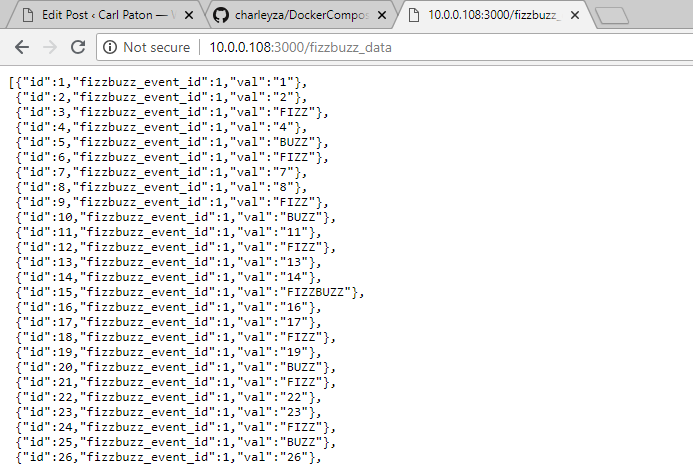 Edit Post ‹ Carl Paton — charleyza/DockerCompos 10.0.0.108:3000/fizzbuzz_
Not secure 10.0.0.108:3000/fizzbuzz_data
[{"id":1,"fizzbuzz_event_id":1,"val":"1"},
{"id":2,"fizzbuzz_event_id":1,"val":"2"},
{"id":3,"fizzbuzz_event_id":1,"val":"FIZZ"},
{"id":4,"fizzbuzz_event_id":1,"val":"4"},
{"id":5,"fizzbuzz_event_id":1,"val":"BUZZ"},
{"id":6,"fizzbuzz_event_id":1,"val":"FIZZ"},
{"id":7,"fizzbuzz_event_id":1,"val":"7"},
{"id":8,"fizzbuzz_event_id":1,"val":"8"},
{"id":9,"fizzbuzz_event_id":1,"val":"FIZZ"},
{"id":10,"fizzbuzz_event_id":1,"val":"BUZZ"},
{"id":11,"fizzbuzz_event_id":1,"val":"11"},
{"id":12,"fizzbuzz_event_id":1,"val":"FIZZ"},
{"id":13,"fizzbuzz_event_id":1,"val":"13"},
{"id":14,"fizzbuzz_event_id":1,"val":"14"},
{"id":15,"fizzbuzz_event_id":1,"val":"FIZZBUZZ"},
{"id":16,"fizzbuzz_event_id":1,"val":"16"},
{"id":17,"fizzbuzz_event_id":1,"val":"17"},
{"id":18,"fizzbuzz_event_id":1,"val":"FIZZ"},
{"id":19,"fizzbuzz_event_id":1,"val":"19"},
{"id":20,"fizzbuzz_event_id":1,"val":"BUZZ"},
{"id":21,"fizzbuzz_event_id":1,"val":"FIZZ"},
{"id":22,"fizzbuzz_event_id":1,"val":"22"},
{"id":23,"fizzbuzz_event_id":1,"val":"23"},
{"id":24,"fizzbuzz_event_id":1,"val":"FIZZ"},
{"id":25,"fizzbuzz_event_id":1,"val":"BUZZ"},
{"id":26,"fizzbuzz_event_id":1,"val":"26"},